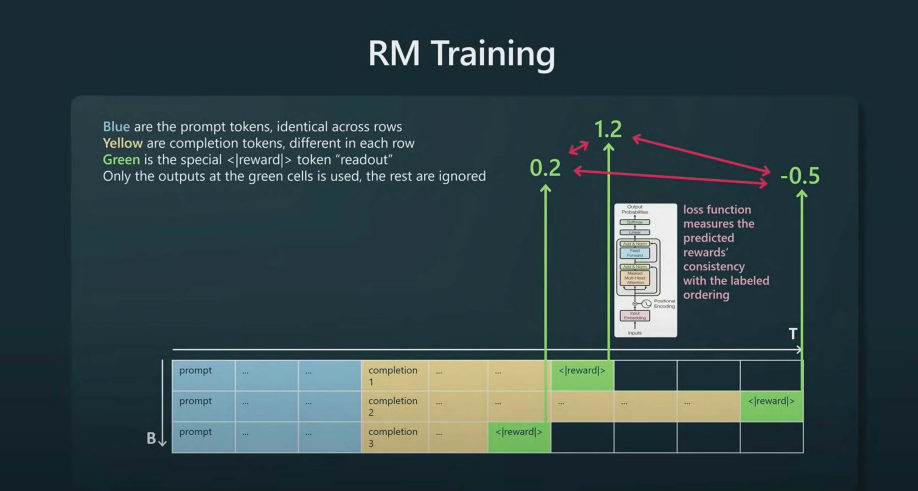 RM Training
Blue are the prompt tokens, identical across rows
Yellow are completion tokens, different in each row
Green is the special <|reward|> token “readout”
Only the outputs at the green cells is used, the rest are ignored
1.2
0.2
-0.5
Output
Probabilities
Softmax
Linear
Add & Norm
Feed
Forward
Add & Norm
Masked
Multi-Head
Attention
Positional
Encoding
Input
Embedding
Inputs
loss function
measures the
predicted
rewards'
consistency
with the labeled
ordering
T
B
prompt ... ... completion 1 ... ... <|reward|>
prompt ... ... completion 2 ... ... ... ... ... <|reward|>
prompt ... ... completion 3 ... <|reward|>